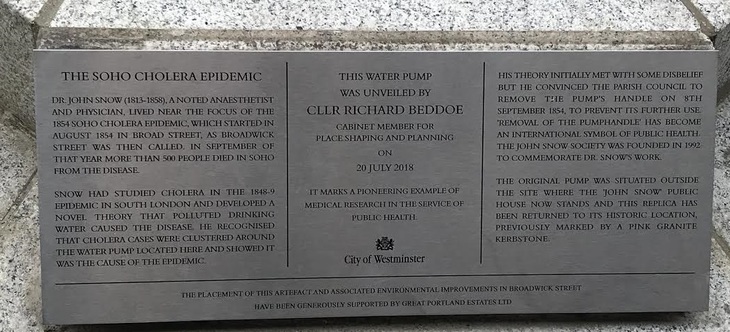 THE SOHO CHOLERA EPIDEMIC
DR. JOHN SNOW (1813-1858), A NOTED ANAESTHETIST
AND PHYSICIAN, LIVED NEAR THE FOCUS OF THE
1854 SOHO CHOLERA EPIDEMIC, WHICH STARTED IN
AUGUST 1854 IN BROAD STREET, AS BROADWICK
STREET WAS THEN CALLED. IN SEPTEMBER OF
THAT YEAR MORE THAN 500 PEOPLE DIED IN SOHO
FROM THE DISEASE.
SNOW HAD STUDIED CHOLERA IN THE 1848-9
EPIDEMIC IN SOUTH LONDON AND DEVELOPED A
NOVEL THEORY THAT POLLUTED DRINKING
WATER CAUSED THE DISEASE. HE RECOGNISED
THAT CHOLERA CASES WERE CLUSTERED AROUND
THE WATER PUMP LOCATED HERE AND SHOWED IT
WAS THE CAUSE OF THE EPIDEMIC.
THIS WATER PUMP
WAS UNVEILED BY
CLLR RICHARD BEDDOE
CABINET MEMBER FOR
PLACE SHAPING AND PLANNING
ON
20 JULY 2018
IT MARKS A PIONEERING EXAMPLE OF
MEDICAL RESEARCH IN THE SERVICE OF
PUBLIC HEALTH.
City of Westminster
HIS THEORY INITIALLY MET WITH SOME DISBELIEF
BUT HE CONVINCED THE PARISH COUNCIL TO
REMOVE THE PUMP'S HANDLE ON 8TH
SEPTEMBER 1854, TO PREVENT ITS FURTHER USE.
'REMOVAL OF THE PUMPHANDLE' HAS BECOME
AN INTERNATIONAL SYMBOL OF PUBLIC HEALTH.
THE JOHN SNOW SOCIETY WAS FOUNDED IN 1992
TO COMMEMORATE DR. SNOW'S WORK.
THE ORIGINAL PUMP WAS SITUATED OUTSIDE
THE SITE WHERE THE 'JOHN SNOW' PUBLIC
HOUSE NOW STANDS AND THIS REPLICA HAS
BEEN RETURNED TO ITS HISTORIC LOCATION,
PREVIOUSLY MARKED BY A PINK GRANITE
KERBSTONE.
THE PLACEMENT OF THIS ARTEFACT AND ASSOCIATED ENVIRONMENTAL IMPROVEMENTS IN BROADWICK STREET
HAVE BEEN GENEROUSLY SUPPORTED BY GREAT PORTLAND ESTATES LTD